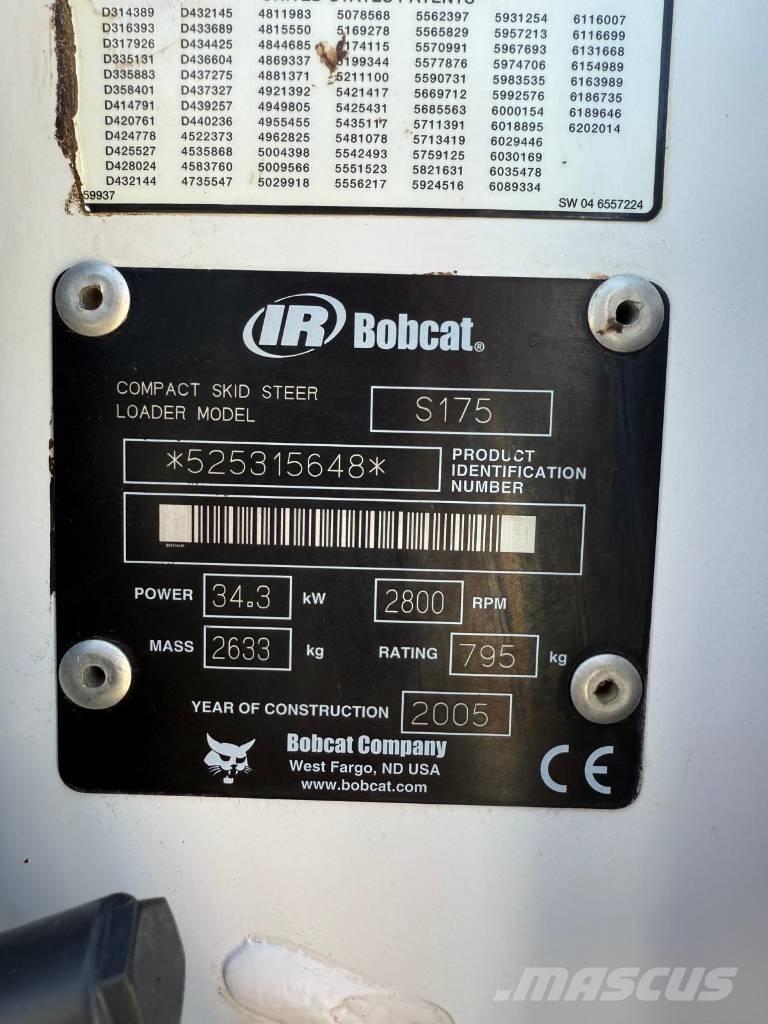 UNITED STATES PATENTS
D314389 D432145 4811983 5078568 5562397 5931254 6116007
D316393 D433689 4815550 5169278 5565829 5957213 6116699
D317926 D434425 4844685 5174115 5570991 5967693 6131668
D335131 D436604 4869337 5199344 5577876 5974706 6154989
D335883 D437275 4881371 5211100 5590731 5983535 6163989
D358401 D437327 4921392 5421417 5669712 5992576 6186735
D414791 D439257 4949805 5425431 5685563 6000154 6189646
D420761 D440236 4955455 5435117 5711391 6018895 6202014
D424778 4522373 4962825 5481078 5713419 6029446
D425527 4535868 5004398 5542493 5759125 6030169
D428024 4583760 5009566 5551523 5821631 6035478
D432144 4735547 5029918 5556217 5924516 6089334
59937 SW 04 6557224
IR Bobcat®
COMPACT SKID STEER
LOADER MODEL S175
*525315648* PRODUCT
IDENTIFICATION
NUMBER
POWER 34.3 kW 2800 RPM
MASS 2633 kg RATING 795 kg
YEAR OF CONSTRUCTION 2005
Bobcat Company
West Fargo, ND USA
www.bobcat.com
CE
MASCUS